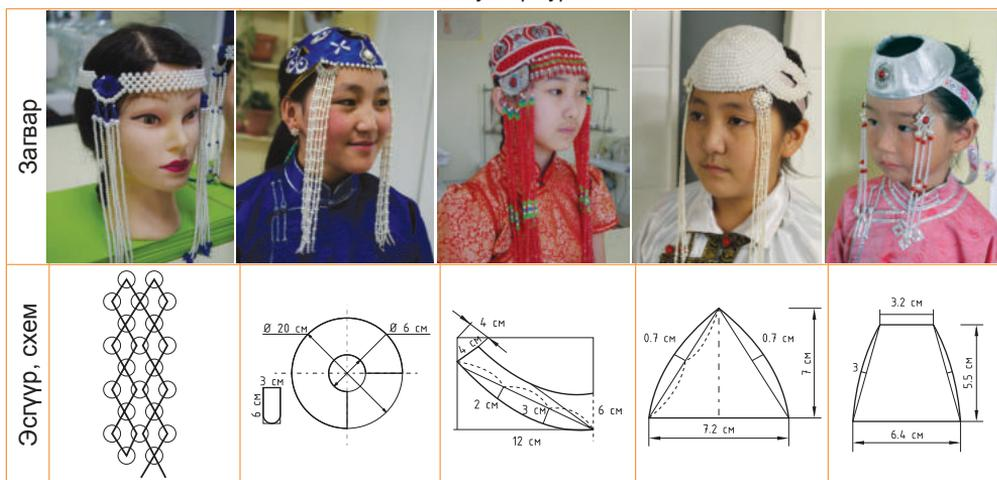 Загвар
Эсгүүр, схем
Ø 20 см
Ø 6 см
3 см
6 см
4 см
4 см
2 см
3 см
6 см
12 см
0.7 см
0.7 см
7 см
7.2 см
3.2 см
3
5.5 см
6.4 см